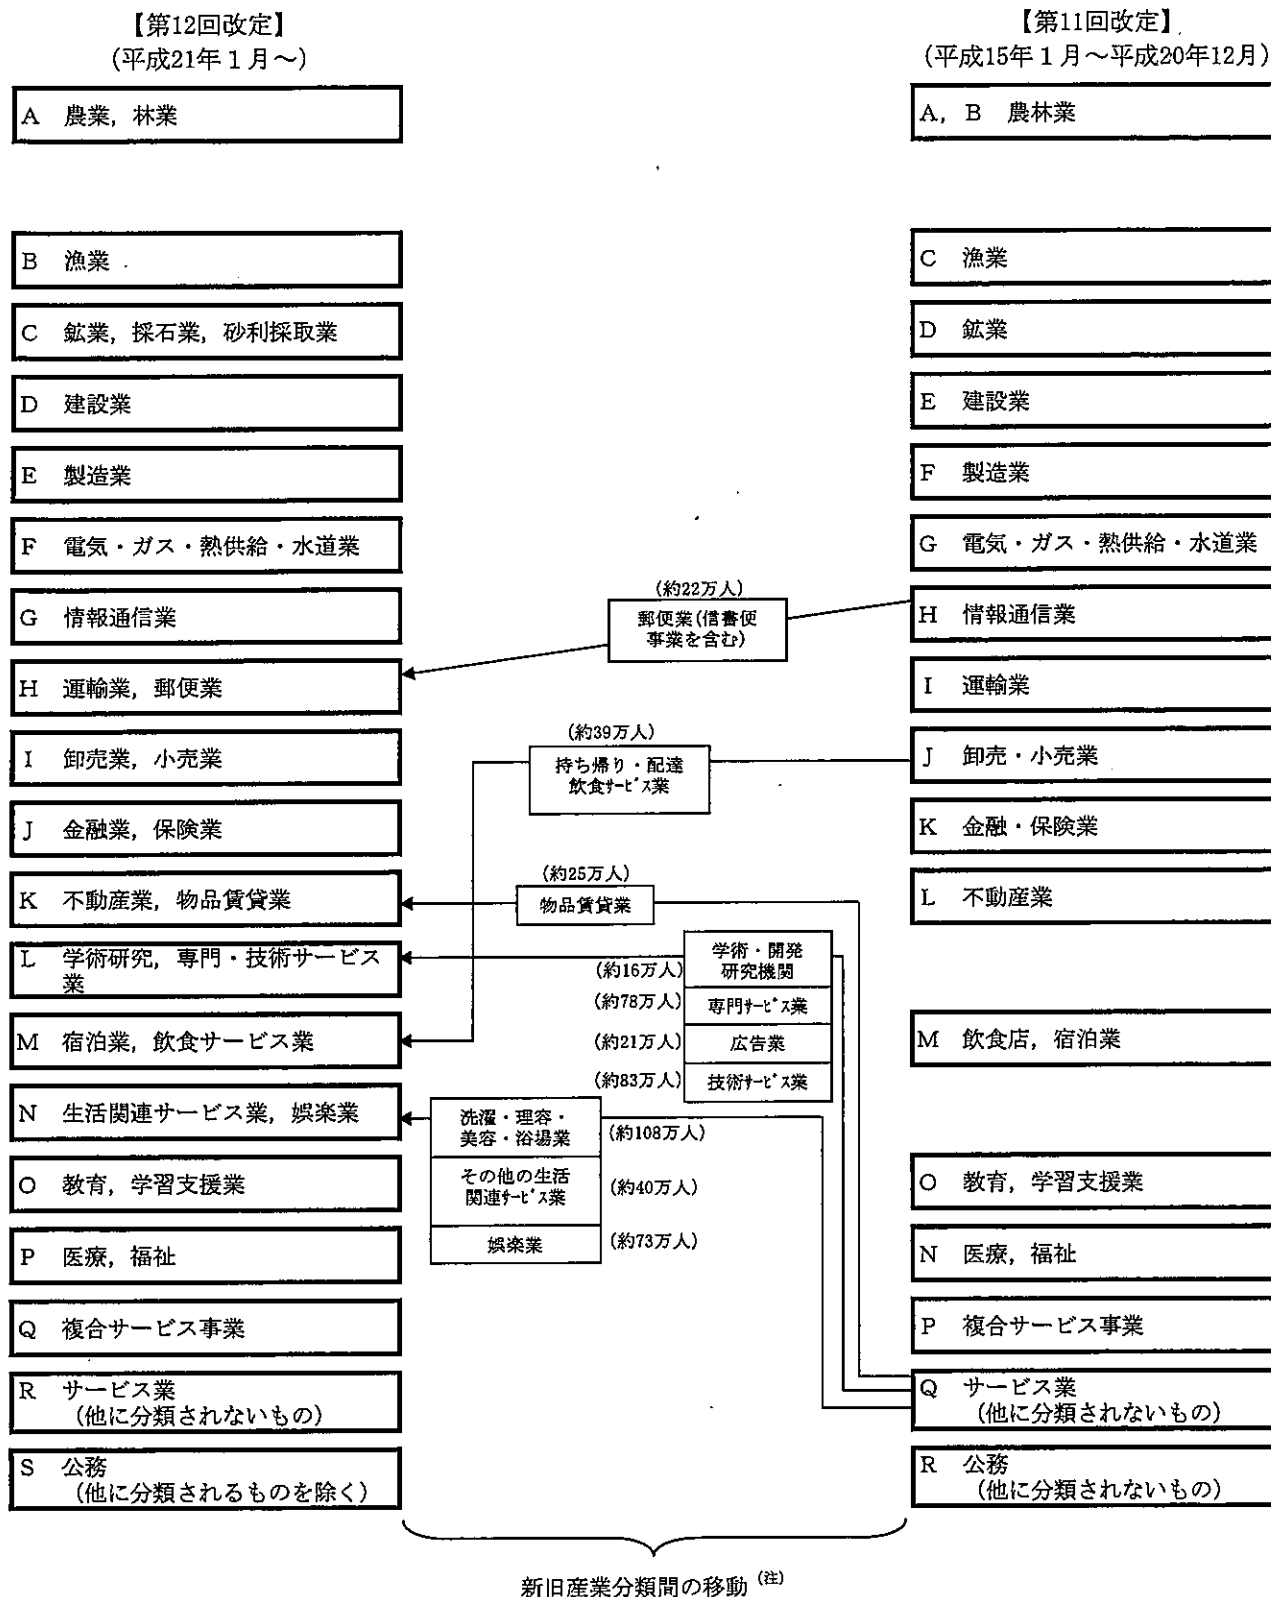 【第12回改定】
(平成21年１月～)
A 農業，林業
B 漁業
C 鉱業，採石業，砂利採取業
D 建設業
E 製造業
F 電気・ガス・熱供給・水道業
G 情報通信業
H 運輸業，郵便業
I 卸売業，小売業
J 金融業，保険業
K 不動産業，物品賃貸業
L 学術研究，専門・技術サービス
業
M 宿泊業，飲食サービス業
N 生活関連サービス業，娯楽業
O 教育，学習支援業
P 医療，福祉
Q 複合サービス事業
R サービス業
(他に分類されないもの)
S 公務
(他に分類されるものを除く)
(約22万人)
郵便業(信書便
事業を含む)
(約39万人)
持ち帰り・配達
飲食ｻｰﾋﾞｽ業
(約25万人)
物品賃貸業
学術・開発
研究機関
(約16万人)
(約78万人) 専門ｻｰﾋﾞｽ業
(約21万人) 広告業
(約83万人) 技術ｻｰﾋﾞｽ業
洗濯・理容・
美容・浴場業
(約108万人)
その他の生活
関連ｻｰﾋﾞｽ業
(約40万人)
娯楽業 (約73万人)
【第11回改定】
(平成15年１月～平成20年12月)
A，B 農林業
C 漁業
D 鉱業
E 建設業
F 製造業
G 電気・ガス・熱供給・水道業
H 情報通信業
I 運輸業
J 卸売・小売業
K 金融・保険業
L 不動産業
M 飲食店，宿泊業
O 教育，学習支援業
N 医療，福祉
P 複合サービス事業
Q サービス業
(他に分類されないもの)
R 公務
(他に分類されないもの)
新旧産業分類間の移動 (注)